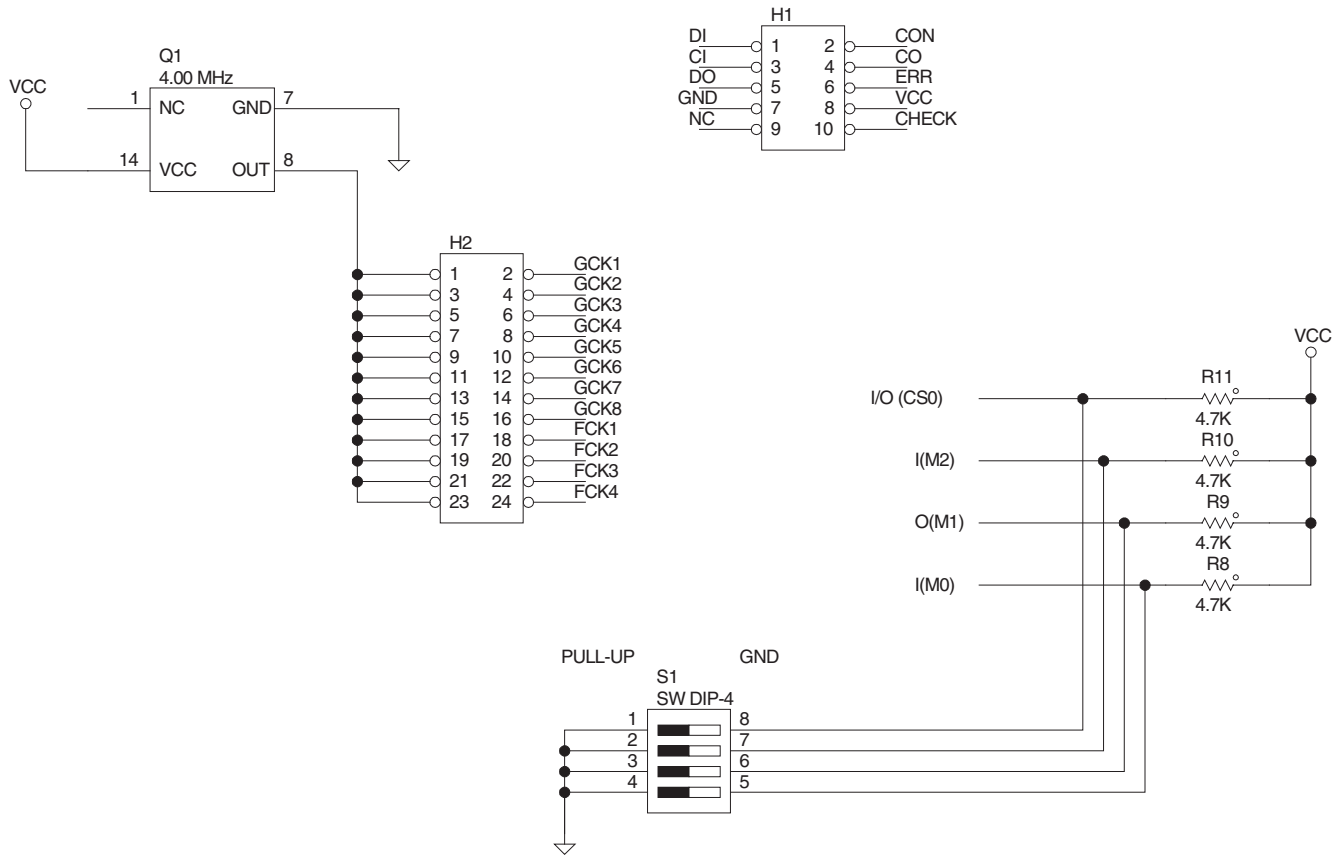 H1
DI 1 2 CON
CI 3 4 CO
DO 5 6 ERR
GND 7 8 VCC
NC 9 10 CHECK
Q1
4.00 MHz
VCC
1 NC GND 7
14 VCC OUT 8
H2
1 2 GCK1
3 4 GCK2
5 6 GCK3
7 8 GCK4
9 10 GCK5
11 12 GCK6
13 14 GCK7
15 16 GCK8
17 18 FCK1
19 20 FCK2
21 22 FCK3
23 24 FCK4
VCC
I/O (CS0) R11
4.7K
I(M2) R10
4.7K
O(M1) R9
4.7K
I(M0) R8
4.7K
PULL-UP GND
S1
SW DIP-4
1 8
2 7
3 6
4 5